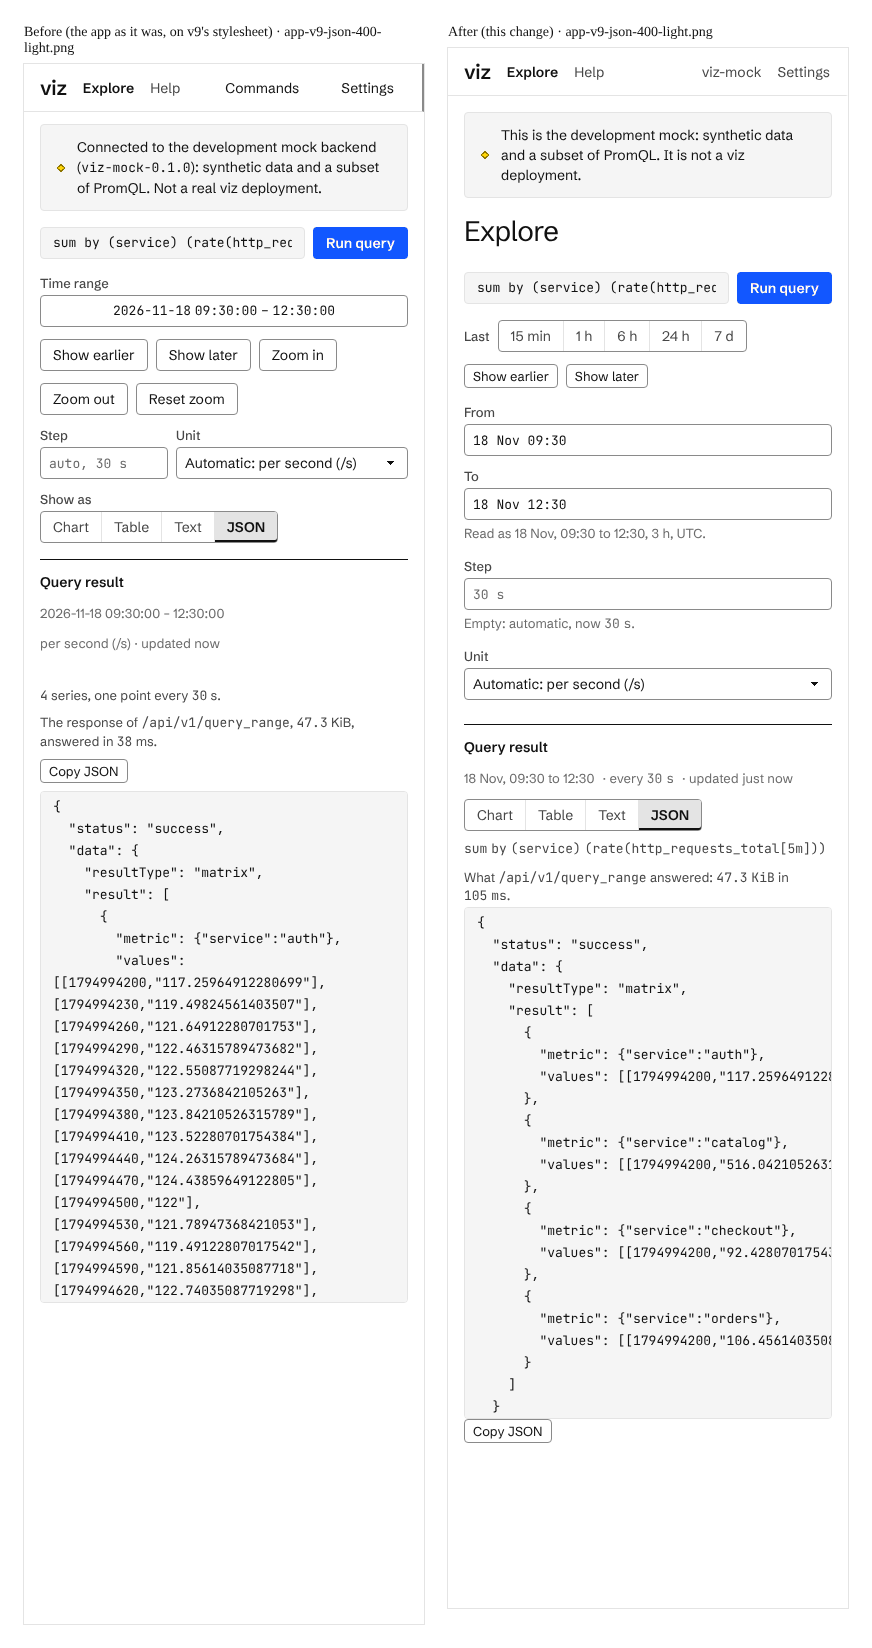 Before (the app as it was, on v9's stylesheet) · app-v9-json-400-
light.png
viz Explore Help Commands Settings
Connected to the development mock backend
(viz-mock-0.1.0): synthetic data and a subset
of PromQL. Not a real viz deployment.
sum by (service) (rate(http_rec Run query
Time range
2026-11-18 09:30:00 – 12:30:00
Show earlier Show later Zoom in
Zoom out Reset zoom
Step Unit
auto, 30 s Automatic: per second (/s)
Show as
Chart Table Text JSON
Query result
2026-11-18 09:30:00 – 12:30:00
per second (/s) · updated now
4 series, one point every 30 s.
The response of /api/v1/query_range, 47.3 KiB,
answered in 38 ms.
Copy JSON
{
"status": "success",
"data": {
"resultType": "matrix",
"result": [
{
"metric": {"service":"auth"},
"values":
[[1794994200,"117.25964912280699"],
[1794994230,"119.49824561403507"],
[1794994260,"121.64912280701753"],
[1794994290,"122.46315789473682"],
[1794994320,"122.55087719298244"],
[1794994350,"123.2736842105263"],
[1794994380,"123.84210526315789"],
[1794994410,"123.52280701754384"],
[1794994440,"124.26315789473684"],
[1794994470,"124.43859649122805"],
[1794994500,"122"],
[1794994530,"121.78947368421053"],
[1794994560,"119.49122807017542"],
[1794994590,"121.85614035087718"],
[1794994620,"122.74035087719298"],
After (this change) · app-v9-json-400-light.png
viz Explore Help viz-mock Settings
This is the development mock: synthetic data
and a subset of PromQL. It is not a viz
deployment.
Explore
sum by (service) (rate(http_rec Run query
Last 15 min 1 h 6 h 24 h 7 d
Show earlier Show later
From
18 Nov 09:30
To
18 Nov 12:30
Read as 18 Nov, 09:30 to 12:30, 3 h, UTC.
Step
30 s
Empty: automatic, now 30 s.
Unit
Automatic: per second (/s)
Query result
18 Nov, 09:30 to 12:30 · every 30 s · updated just now
Chart Table Text JSON
sum by (service) (rate(http_requests_total[5m]))
What /api/v1/query_range answered: 47.3 KiB in
105 ms.
{
"status": "success",
"data": {
"resultType": "matrix",
"result": [
{
"metric": {"service":"auth"},
"values": [[1794994200,"117.2596491228
},
{
"metric": {"service":"catalog"},
"values": [[1794994200,"516.0421052631
},
{
"metric": {"service":"checkout"},
"values": [[1794994200,"92.42807017543
},
{
"metric": {"service":"orders"},
"values": [[1794994200,"106.4561403508
}
]
}
Copy JSON